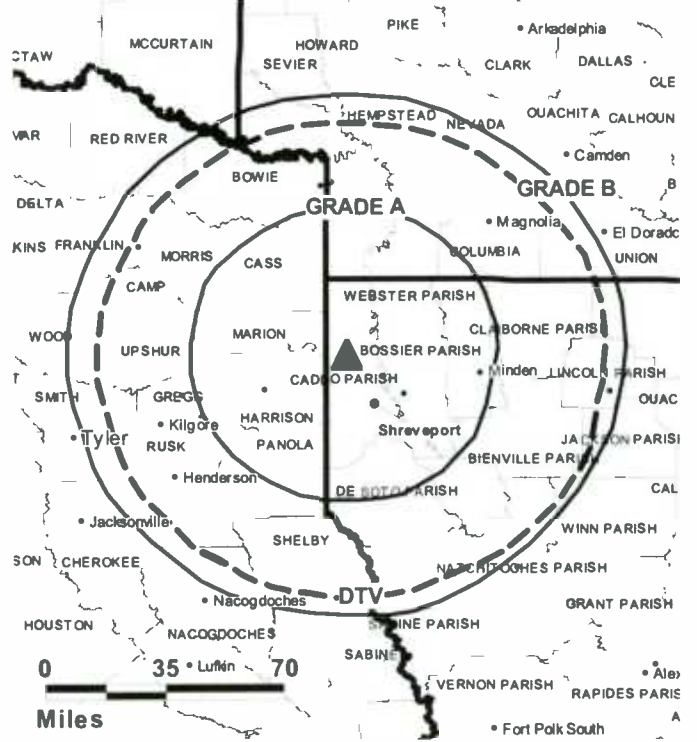 PIKE
Arkadelphia
MCCURTAIN
HOWARD
CTAW
SEVIER
CLARK
DALLAS
CLE
HEMPSTEAD
OUACHITA
CALHOUN
NEVADA
RED RIVER
Camden
BOWIE
GRADE B
B
DELTA
GRADE A
Magnolia
El Dorado
KINS
FRANKLIN
MORRIS
CASS
COLUMBIA
UNION
CAMP
WEBSTER PARISH
WOO
MARION
CLAIBORNE PARIS
UPSHUR
BOSSIER PARISH
Minden
LINCOLN PARISH
CADDO PARISH
SMITH
GREGG
HARRISON
OUAC
Kilgore
Shreveport
Tyler
RUSK
PANOLA
JACKSON PARISH
BIENVILLE PARISH
Henderson
DE SOTO PARISH
CAL
Jacksonville
WINN PARISH
SHELBY
SON
CHEROKEE
NATCHITOCHES PARISH
DTV
Nacogdoches
GRANT PARISH
HOUSTON
NACOGDOCHES
SABINE PARISH
0 35 70
Lufkin
SABINE
Alex
VERNON PARISH
RAPIDES PARIS
Miles
A
Fort Polk South